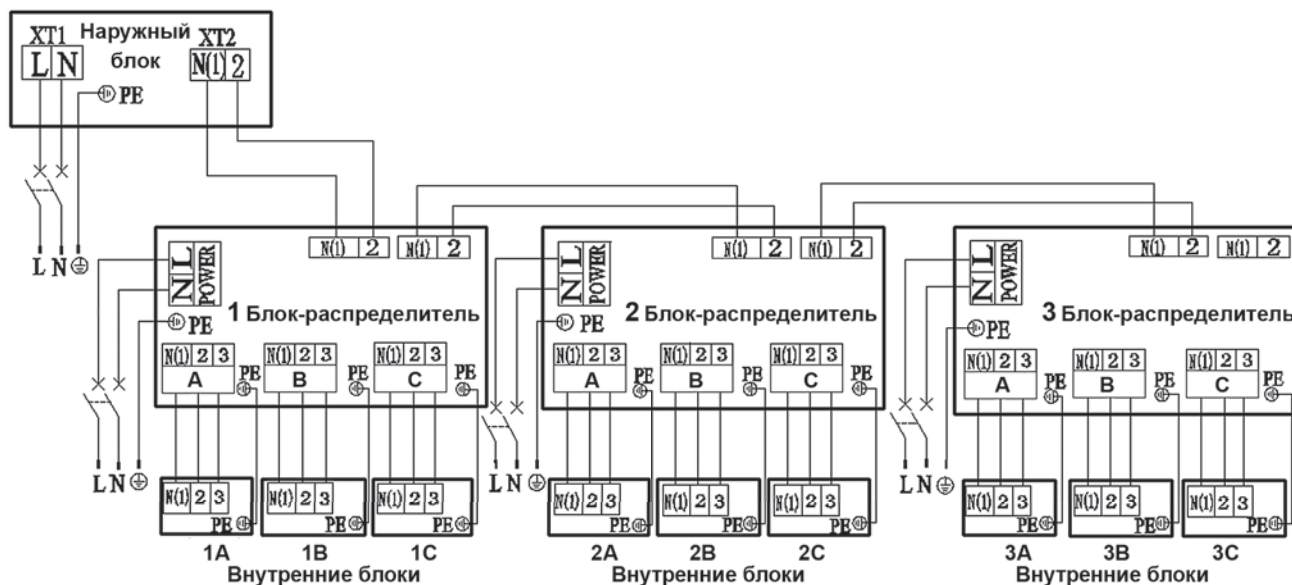 XT1 Наружный XT2
L N блок N(1) 2
PE
L N
N(1) 2 N(1) 2 N(1) 2 N(1) 2 N(1) 2 N(1) 2
N L POWER N L POWER N L POWER
1 Блок-распределитель 2 Блок-распределитель 3 Блок-распределитель
PE PE PE
N(1) 2 3 N(1) 2 3 N(1) 2 3 N(1) 2 3 N(1) 2 3 N(1) 2 3 N(1) 2 3 N(1) 2 3 N(1) 2 3
A PE B PE C PE A PE B PE C PE A PE B PE C PE
L N L N L N
N(1) 2 3 N(1) 2 3 N(1) 2 3 N(1) 2 3 N(1) 2 3 N(1) 2 3 N(1) 2 3 N(1) 2 3 N(1) 2 3
PE PE PE PE PE PE PE PE PE
1A 1B 1C 2A 2B 2C 3A 3B 3C
Внутренние блоки Внутренние блоки Внутренние блоки